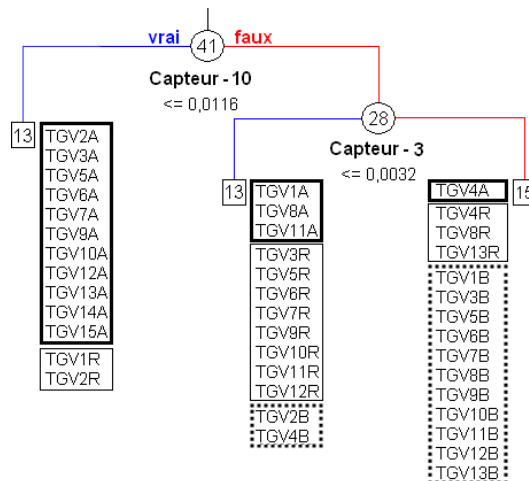 vrai 41 faux
Capteur - 10
<= 0,0116
28
Capteur - 3
<= 0,0032
13
TGV2A
TGV3A
TGV5A
TGV6A
TGV7A
TGV9A
TGV10A
TGV12A
TGV13A
TGV14A
TGV15A
TGV1R
TGV2R
13
TGV1A
TGV8A
TGV11A
TGV3R
TGV5R
TGV6R
TGV7R
TGV9R
TGV10R
TGV11R
TGV12R
TGV2B
TGV4B
15
TGV4A
TGV4R
TGV8R
TGV13R
TGV1B
TGV3B
TGV5B
TGV6B
TGV7B
TGV8B
TGV9B
TGV10B
TGV11B
TGV12B
TGV13B